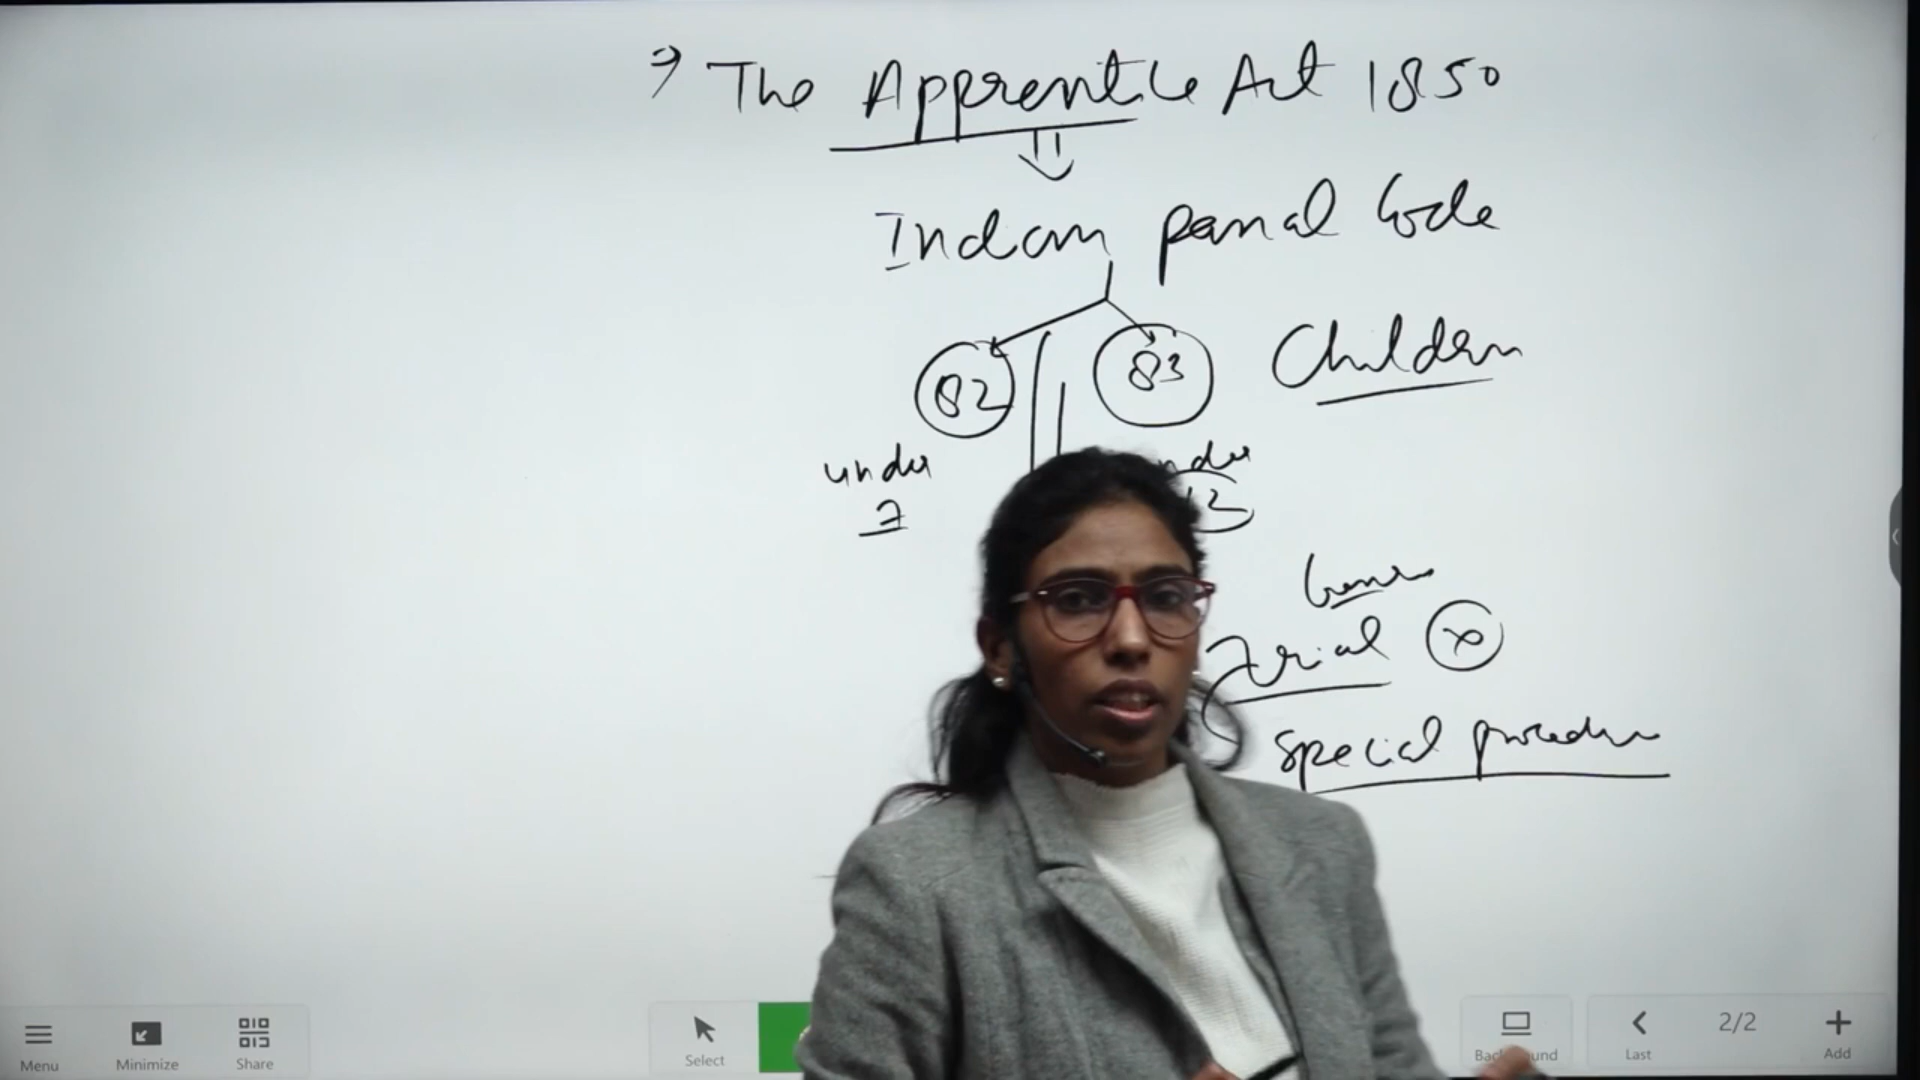 → The Apprentice Act 1850
Indian penal Code
82
83
Children
under
7
Trial
Special procedure
Menu
Minimize
Share
Select
Last
2/2
Add